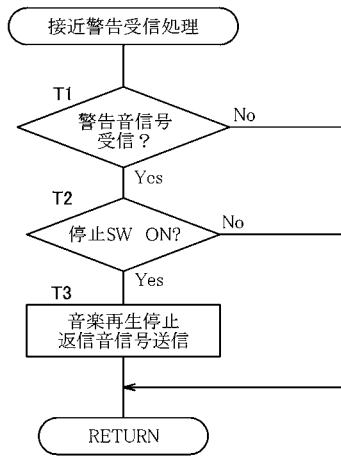 接近警告受信処理
T1
警告音信号
受信？
No
Yes
T2
停止SW ON?
No
Yes
T3
音楽再生停止
返信音信号送信
RETURN